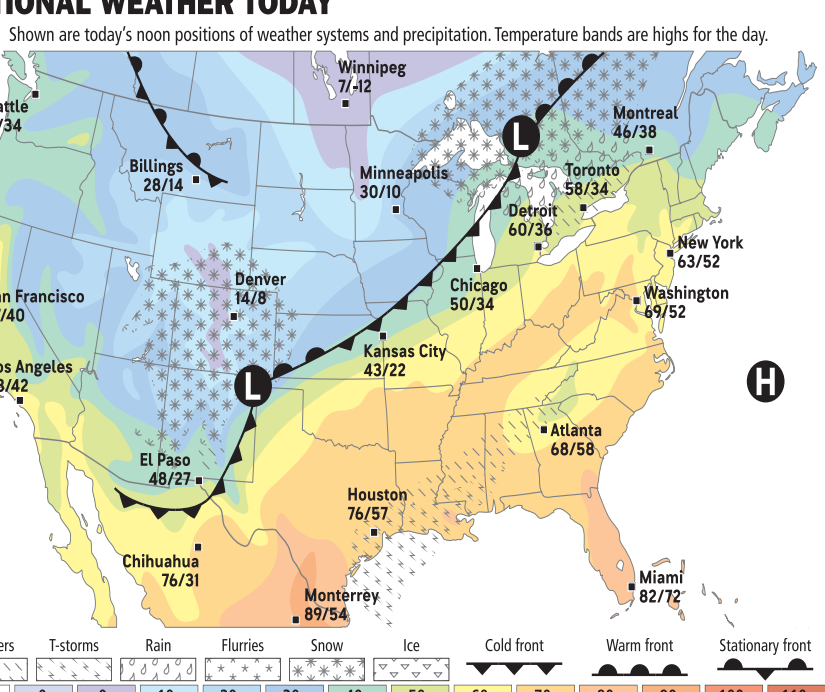 TIONAL WEATHER TODAY
Shown are today's noon positions of weather systems and precipitation. Temperature bands are highs for the day.
Winnipeg
7/-12
attle
/34
Montreal
46/38
L
Billings
28/14
Minneapolis
30/10
Toronto
58/34
Detroit
60/36
New York
63/52
Denver
14/8
Chicago
50/34
Washington
69/52
an Francisco
/40
Kansas City
43/22
os Angeles
3/42
L
H
Atlanta
68/58
El Paso
48/27
Houston
76/57
Chihuahua
76/31
Monterrey
89/54
Miami
82/72
ers T-storms Rain Flurries Snow Ice Cold front Warm front Stationary front